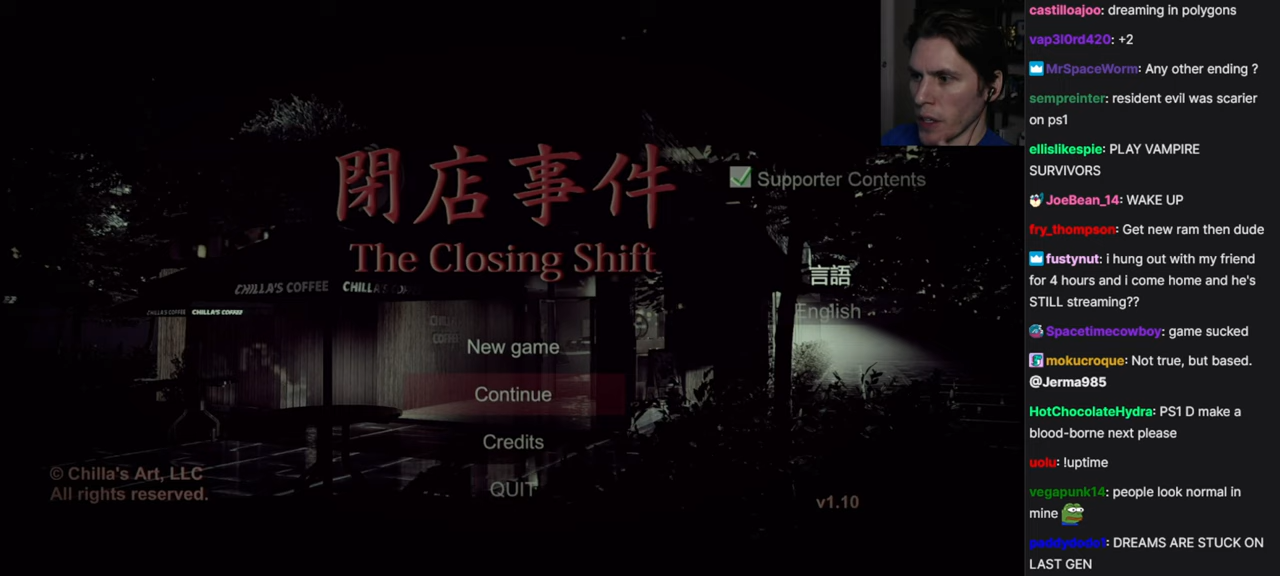 閉店事件
The Closing Shift
Supporter Contents
言語
English
CHILLA'S COFFEE
CHILLA'S COFFEE
CHILLA'S COFFEE
New game
Continue
Credits
QUIT
© Chilla's Art, LLC
All rights reserved.
v1.10
castilloajoo: dreaming in polygons
vap3l0rd420: +2
MrSpaceWorm: Any other ending ?
sempreinter: resident evil was scarier
on ps1
ellislikespie: PLAY VAMPIRE
SURVIVORS
JoeBean_14: WAKE UP
fry_thompson: Get new ram then dude
fustynut: i hung out with my friend
for 4 hours and i come home and he's
STILL streaming??
Spacetimecowboy: game sucked
mokucroque: Not true, but based.
@Jerma985
HotChocolateHydra: PS1 D make a
blood-borne next please
uolu: !uptime
vegapunk14: people look normal in
mine
DREAMS ARE STUCK ON
LAST GEN